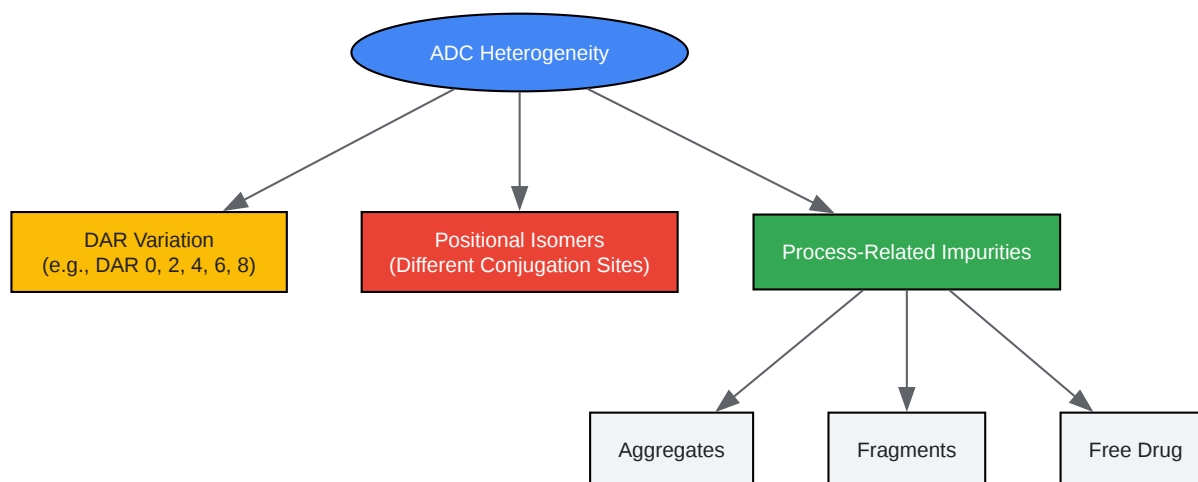 ADC Heterogeneity
DAR Variation
(e.g., DAR 0, 2, 4, 6, 8)
Positional Isomers
(Different Conjugation Sites)
Process-Related Impurities
Aggregates
Fragments
Free Drug